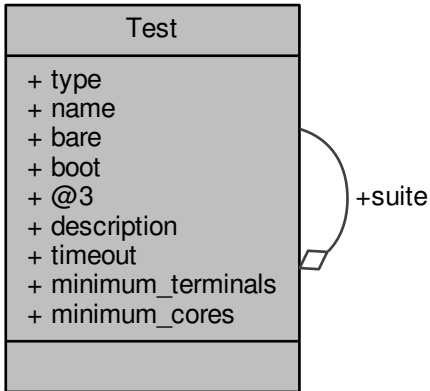 Test
+ type
+ name
+ bare
+ boot
+ @3
+ description
+ timeout
+ minimum_terminals
+ minimum_cores
+suite